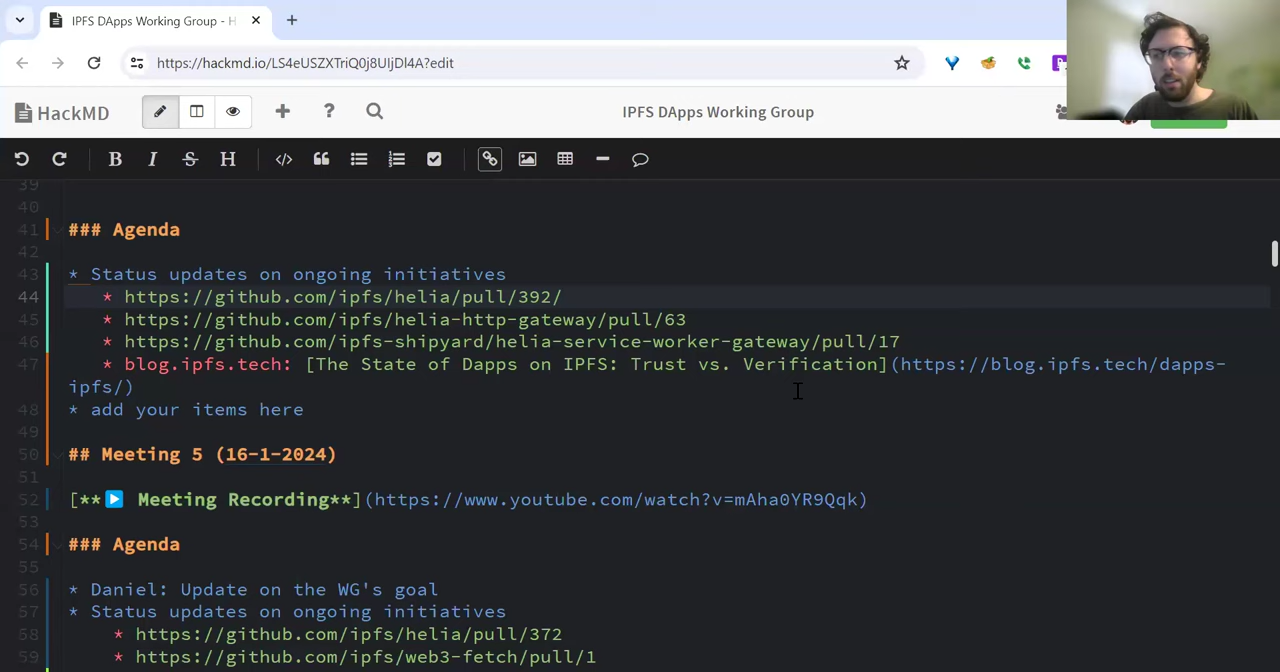 IPFS DApps Working Group - H
https://hackmd.io/LS4eUSZXTriQ0j8UIjDl4A?edit
HackMD
IPFS DApps Working Group
39
40
41 ### Agenda
42
43 * Status updates on ongoing initiatives
44 * https://github.com/ipfs/helia/pull/392/
45 * https://github.com/ipfs/helia-http-gateway/pull/63
46 * https://github.com/ipfs-shipyard/helia-service-worker-gateway/pull/17
47 * blog.ipfs.tech: [The State of Dapps on IPFS: Trust vs. Verification](https://blog.ipfs.tech/dapps-
ipfs/)
48 * add your items here
49
50 ## Meeting 5 (16-1-2024)
51
52 [**▶️ Meeting Recording**](https://www.youtube.com/watch?v=mAha0YR9Qqk)
53
54 ### Agenda
55
56 * Daniel: Update on the WG's goal
57 * Status updates on ongoing initiatives
58 * https://github.com/ipfs/helia/pull/372
59 * https://github.com/ipfs/web3-fetch/pull/1